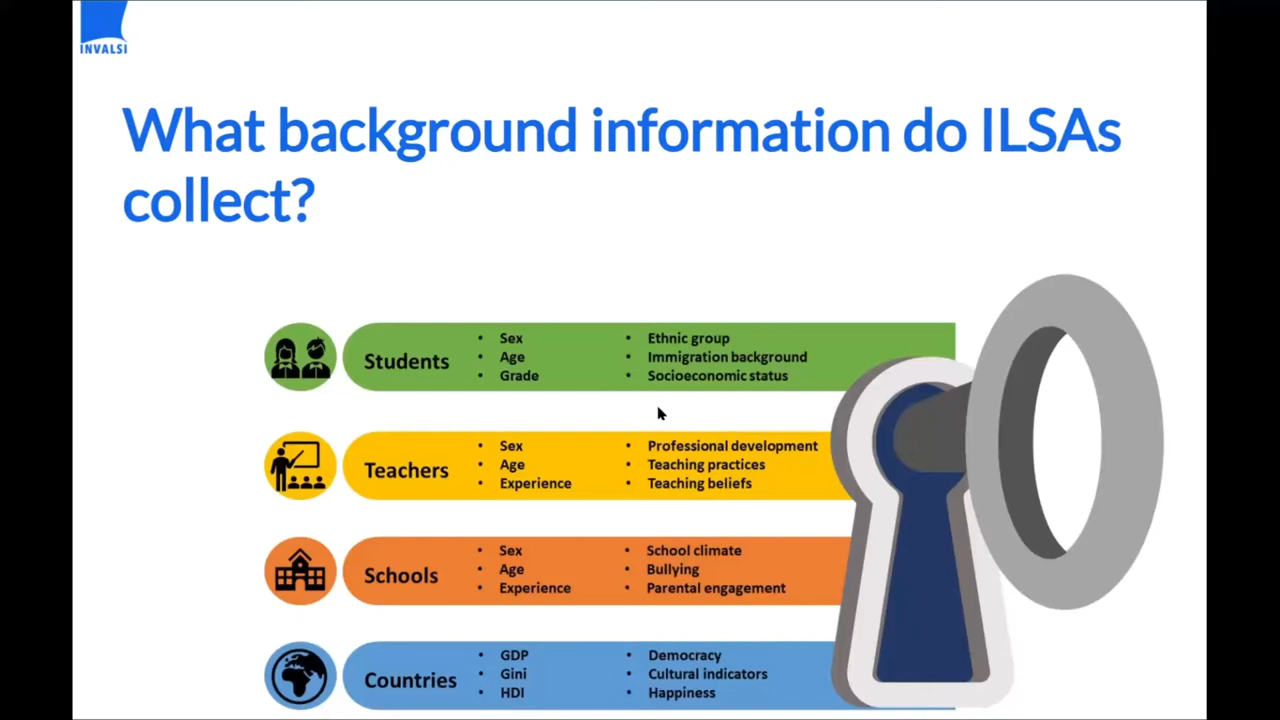 INVALSI
What background information do ILSAs
collect?
Students
• Sex
• Age
• Grade
• Ethnic group
• Immigration background
• Socioeconomic status
Teachers
• Sex
• Age
• Experience
• Professional development
• Teaching practices
• Teaching beliefs
Schools
• Sex
• Age
• Experience
• School climate
• Bullying
• Parental engagement
Countries
• GDP
• Gini
• HDI
• Democracy
• Cultural indicators
• Happiness